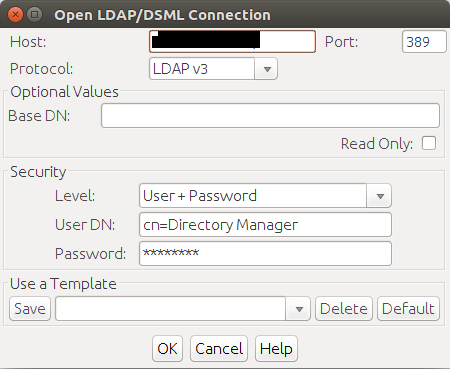 Open LDAP/DSML Connection
Host: Port: 389
Protocol: LDAP v3
Optional Values
Base DN:
Read Only:
Security
Level: User + Password
User DN: cn=Directory Manager
Password: ********
Use a Template
Save Delete Default
OK Cancel Help